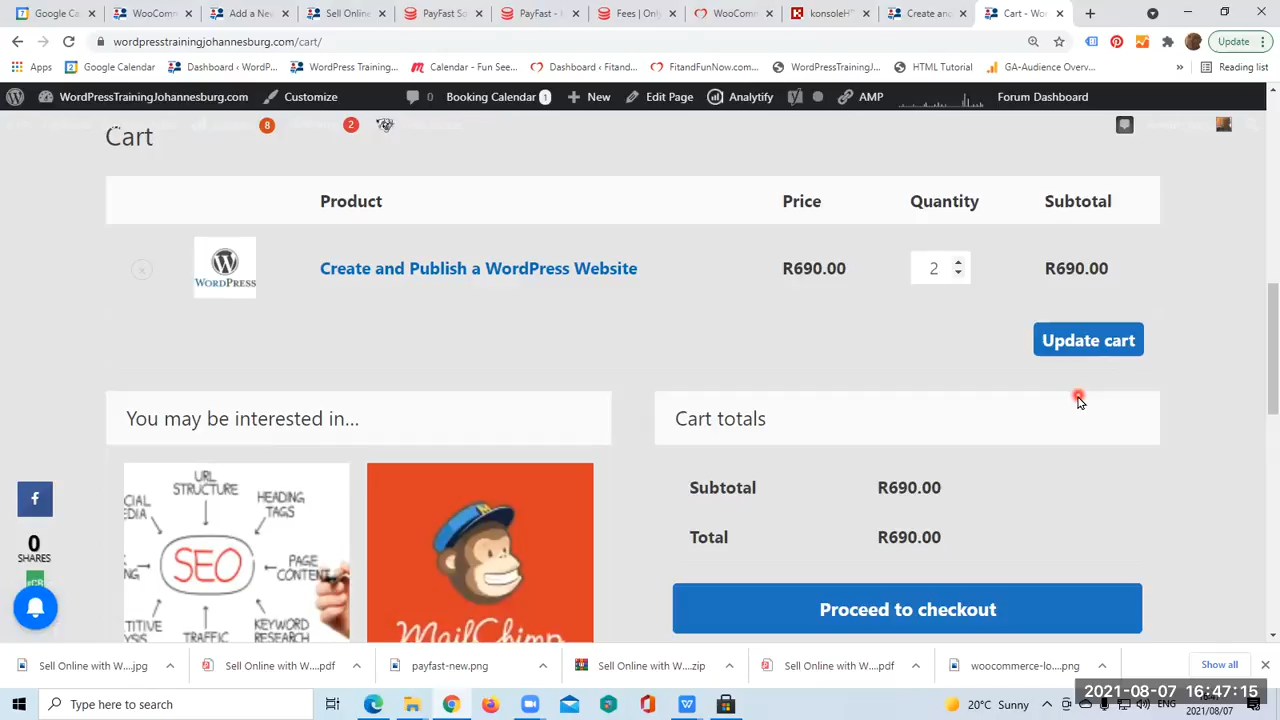 Google Ca
WooComm
Add a Nev
Sell Online
PayFast So
PayFast - I
Fees | Onl
WooComm
konsoleH
Create and
Cart - Wo
wordpresstrainingjohannesburg.com/cart/
Update
Apps
Google Calendar
Dashboard ‹ WordP...
WordPress Training...
Calendar - Fun See...
Dashboard ‹ Fitand...
FitandFunNow.com...
WordPressTrainingJ...
HTML Tutorial
GA-Audience Overv...
»
Reading list
WordPressTrainingJohannesburg.com
Customize
0
Booking Calendar 1
New
Edit Page
Analytify
AMP
Forum Dashboard
8
2
Cart
Product Price Quantity Subtotal
WORDPRESS
Create and Publish a WordPress Website R690.00 2 R690.00
Update cart
You may be interested in...
Cart totals
Subtotal R690.00
Total R690.00
Proceed to checkout
URL
STRUCTURE
HEADING
TAGS
SEO
PAGE
CONTENT
TRAFFIC
KEYWORD
RESEARCH
MailChimp
0
SHARES
Sell Online with W....jpg
Sell Online with W....pdf
payfast-new.png
Sell Online with W....zip
Sell Online with W....pdf
woocommerce-lo....png
Show all
Type here to search
20°C Sunny
ENG
2021-08-07 16:47:15
2021/08/07